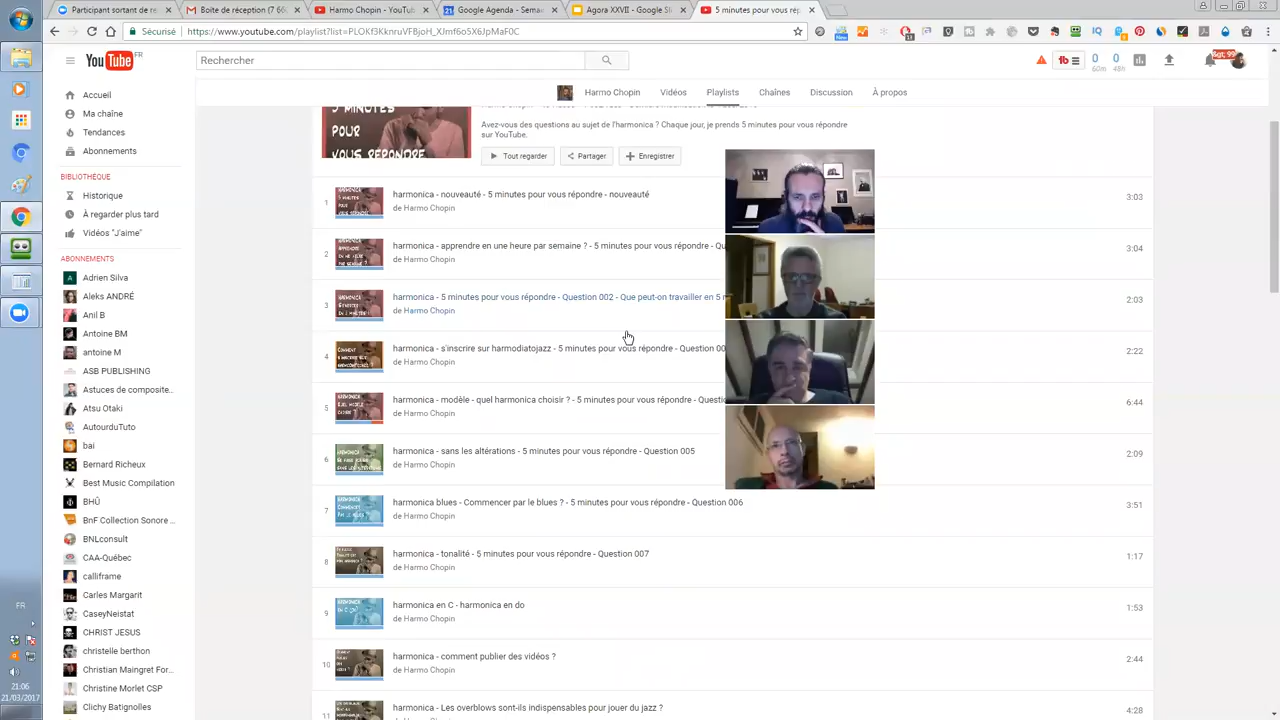 Participant sortant de re
Boîte de réception (7 66
Harmo Chopin - YouTub
Google Agenda - Sema
Agora XXVII - Google Sl
5 minutes pour vous rép
Sécurisé
https://www.youtube.com/playlist?list=PLOKf3KknruVFBjoH_XJmf6o5X6JpMaF0C
YouTube FR
Rechercher
0
60m
0
48h
Harmo Chopin
Vidéos
Playlists
Chaînes
Discussion
À propos
Accueil
Ma chaîne
Tendances
Abonnements
BIBLIOTHÈQUE
Historique
À regarder plus tard
Vidéos "J'aime"
ABONNEMENTS
Adrien Silva
Aleks ANDRÉ
Anil B
Antoine BM
antoine M
ASB PUBLISHING
Astuces de composite...
Atsu Otaki
AutourduTuto
bai
Bernard Richeux
Best Music Compilation
BHÛ
BnF Collection Sonore ...
BNLconsult
CAA-Québec
calliframe
Carles Margarit
CaseyNeistat
CHRIST JESUS
christelle berthon
Christian Maingret For...
Christine Morlet CSP
Clichy Batignolles
5 MINUTES
POUR
VOUS RÉPONDRE
Avez-vous des questions au sujet de l'harmonica ? Chaque jour, je prends 5 minutes pour vous répondre
sur YouTube.
Tout regarder
Partager
Enregistrer
1
harmonica - nouveauté - 5 minutes pour vous répondre - nouveauté
de Harmo Chopin
3:03
2
harmonica - apprendre en une heure par semaine ? - 5 minutes pour vous répondre - Qu
de Harmo Chopin
3:04
3
harmonica - 5 minutes pour vous répondre - Question 002 - Que peut-on travailler en 5 m
de Harmo Chopin
2:03
4
harmonica - s'inscrire sur harmodiatojazz - 5 minutes pour vous répondre - Question 00
de Harmo Chopin
2:22
5
harmonica - modèle - quel harmonica choisir ? - 5 minutes pour vous répondre - Questio
de Harmo Chopin
6:44
6
harmonica - sans les altérations - 5 minutes pour vous répondre - Question 005
de Harmo Chopin
2:09
7
harmonica blues - Commencer par le blues ? - 5 minutes pour vous répondre - Question 006
de Harmo Chopin
3:51
8
harmonica - tonalité - 5 minutes pour vous répondre - Question 007
de Harmo Chopin
1:17
9
harmonica en C - harmonica en do
de Harmo Chopin
1:53
10
harmonica - comment publier des vidéos ?
de Harmo Chopin
2:44
11
harmonica - Les overblows sont-ils indispensables pour jouer du jazz ?
4:28
FR
21:06
21/03/2017